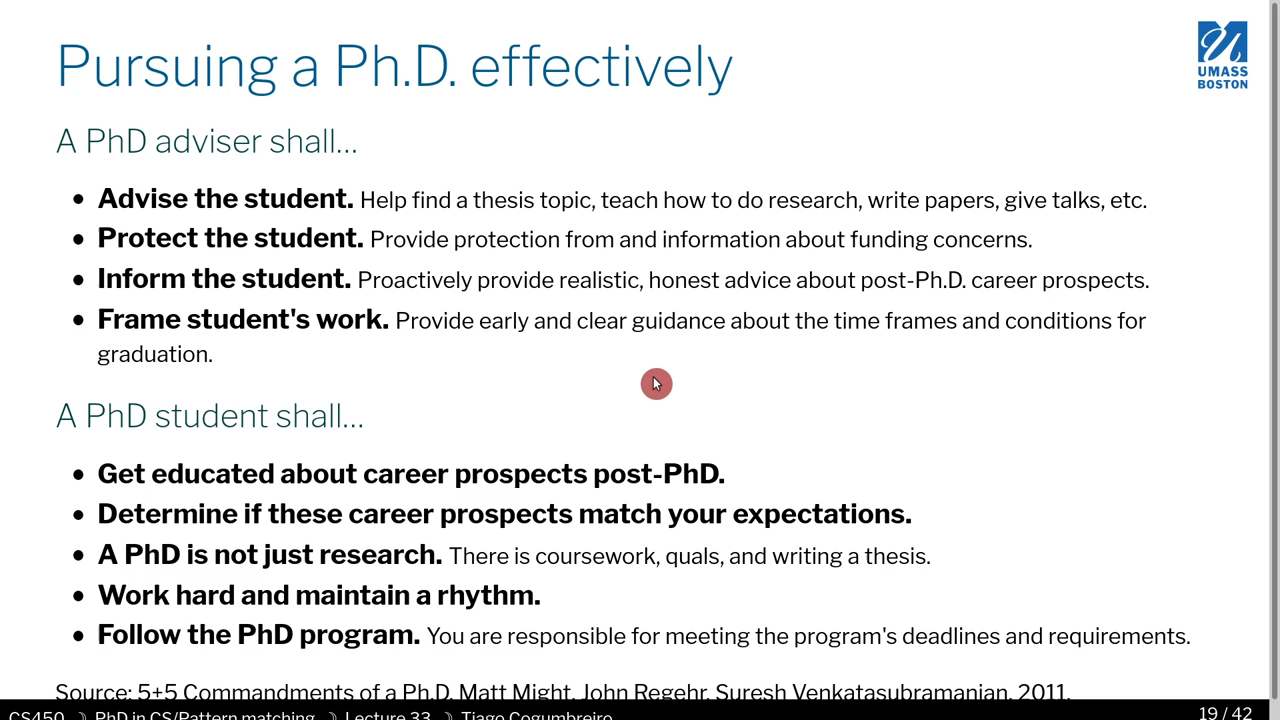 Pursuing a Ph.D. effectively
UMASS
BOSTON
A PhD adviser shall...
• Advise the student. Help find a thesis topic, teach how to do research, write papers, give talks, etc.
• Protect the student. Provide protection from and information about funding concerns.
• Inform the student. Proactively provide realistic, honest advice about post-Ph.D. career prospects.
• Frame student's work. Provide early and clear guidance about the time frames and conditions for
graduation.
A PhD student shall...
• Get educated about career prospects post-PhD.
• Determine if these career prospects match your expectations.
• A PhD is not just research. There is coursework, quals, and writing a thesis.
• Work hard and maintain a rhythm.
• Follow the PhD program. You are responsible for meeting the program's deadlines and requirements.
Source: 5+5 Commandments of a Ph.D. Matt Might, John Regehr, Suresh Venkatasubramanian. 2011.
CS450 ☽ PhD in CS/Pattern matching ☽ Lecture 33 ☽ Tiago Cogumbreiro
19 / 42